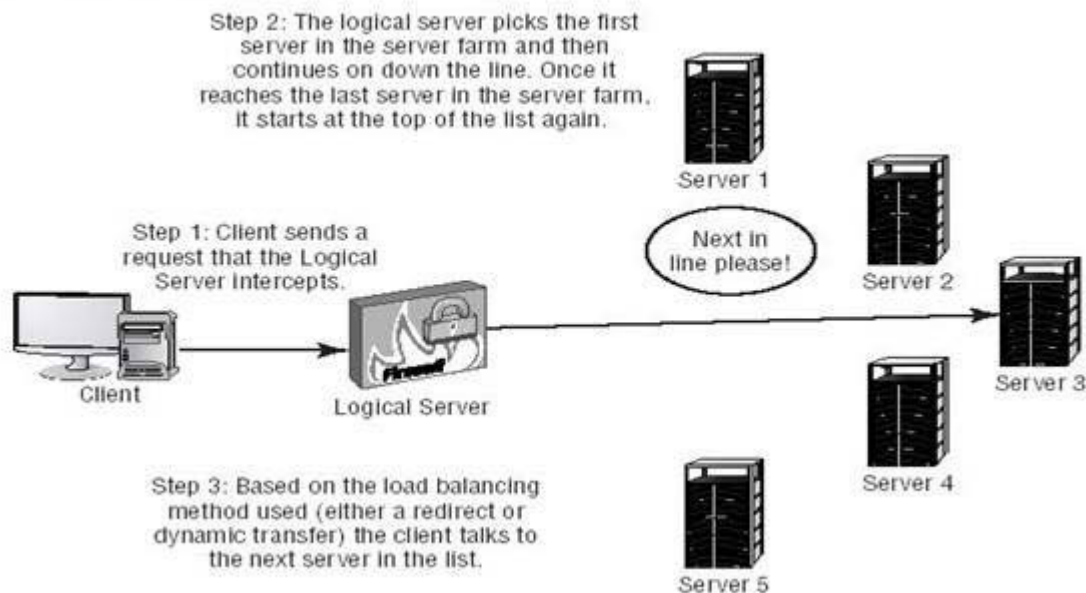 Step 2: The logical server picks the first
server in the server farm and then
continues on down the line. Once it
reaches the last server in the server farm,
it starts at the top of the list again.
Server 1
Step 1: Client sends a
request that the Logical
Server intercepts.
Next in
line please!
Server 2
Firewall
Client
Logical Server
Server 3
Server 4
Step 3: Based on the load balancing
method used (either a redirect or
dynamic transfer) the client talks to
the next server in the list.
Server 5